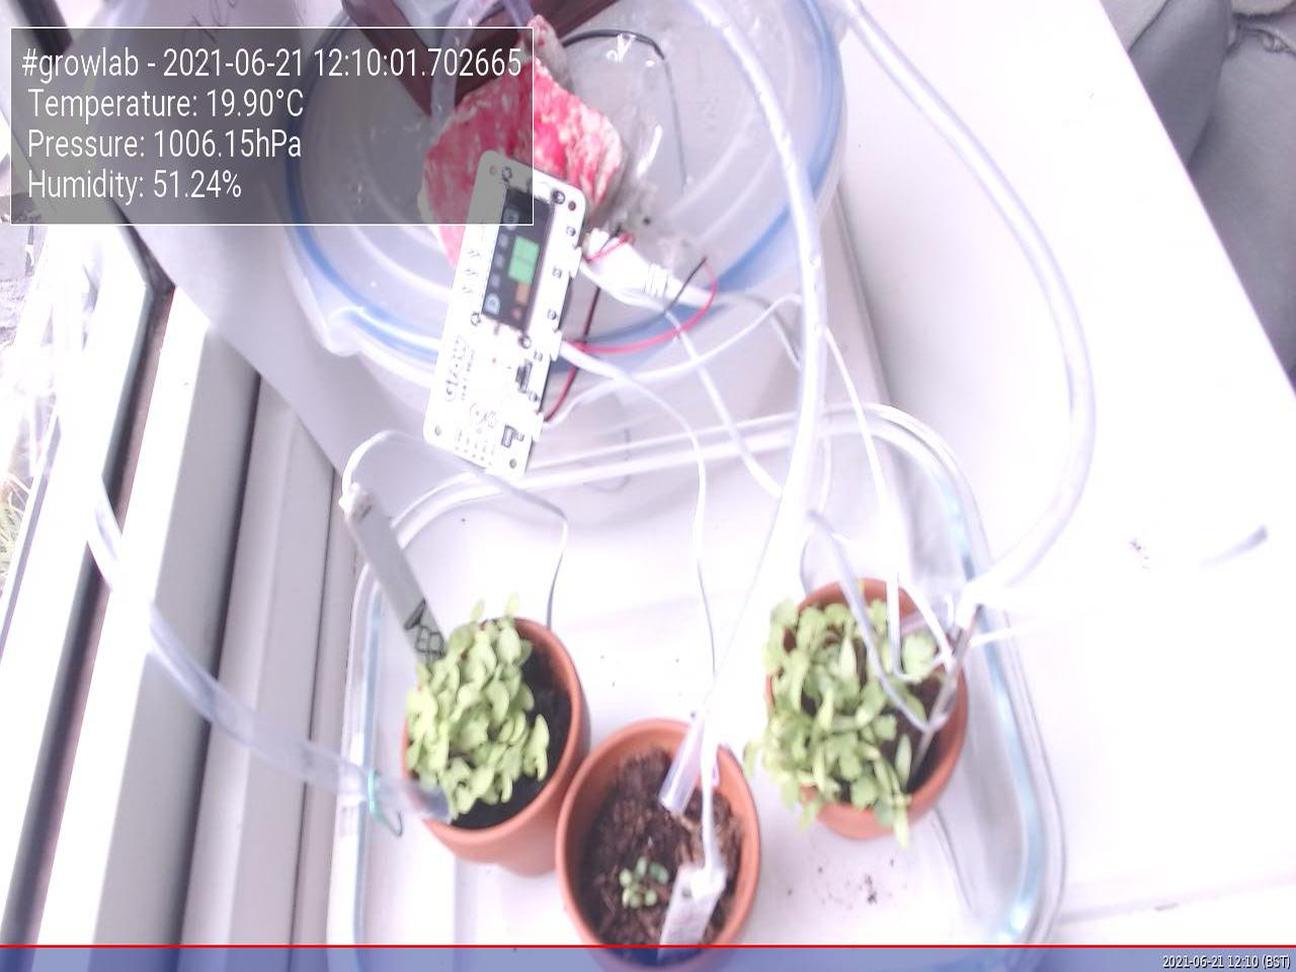 #growlab - 2021-06-21 12:10:01.702665
Temperature: 19.90°C
Pressure: 1006.15hPa
Humidity: 51.24%
2021-06-21 12:10 (BST)